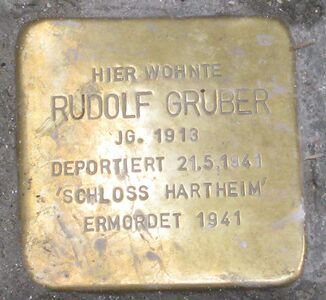 HIER WOHNTE
RUDOLF GRUBER
JG. 1913
DEPORTIERT 21.5.1941
'SCHLOSS HARTHEIM'
ERMORDET 1941